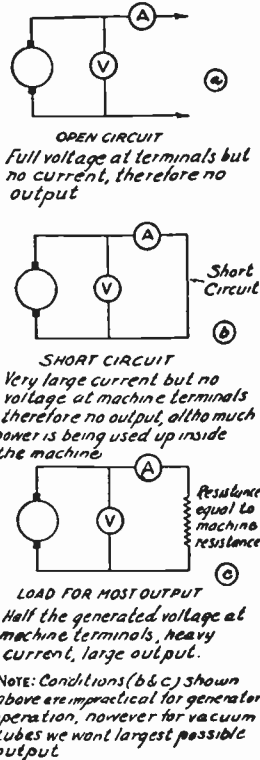 A
V
a
OPEN CIRCUIT
Full voltage at terminals but
no current, therefore no
output
A
V
Short
Circuit
b
SHORT CIRCUIT
Very large current but no
voltage at machine terminals
therefore no output, altho much
power is being used up inside
the machine
A
V
Resistance
equal to
machine
resistance
c
LOAD FOR MOST OUTPUT
Half the generated voltage at
machine terminals, heavy
current, large output.
NOTE: Conditions (b & c) shown
above are impractical for generator
operation, however for vacuum
tubes we want largest possible
output